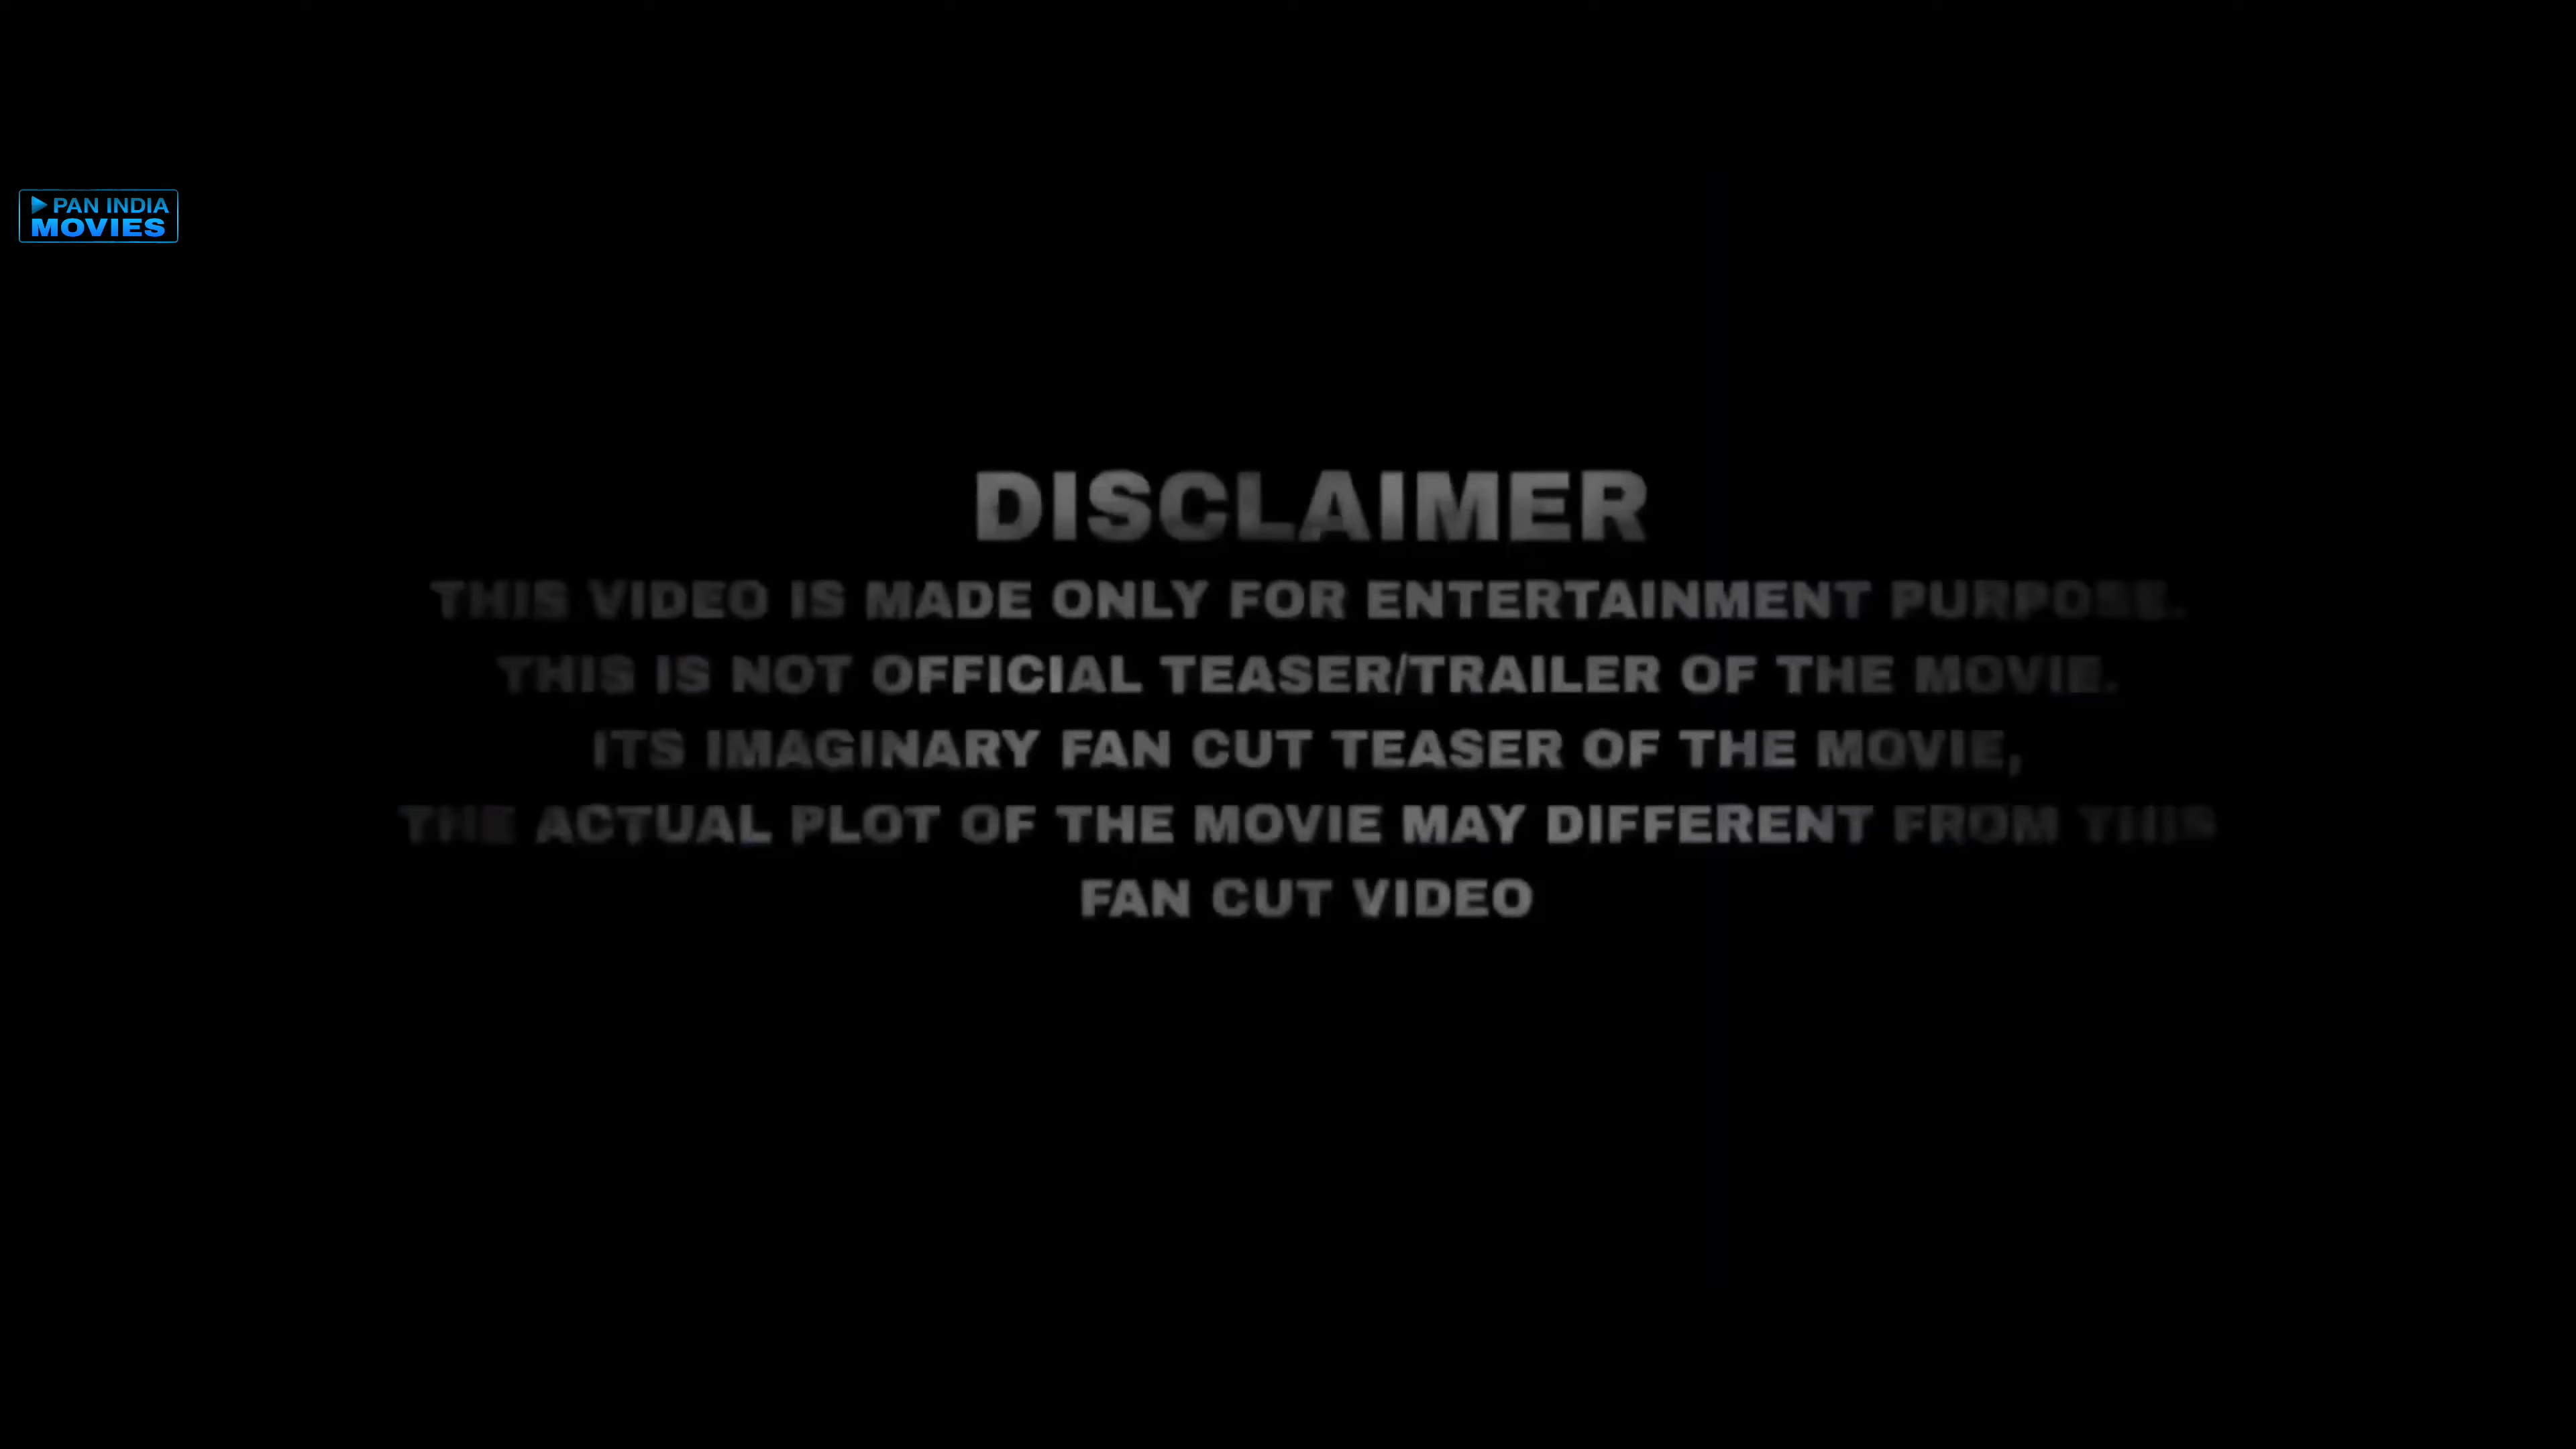 PAN INDIA
MOVIES
DISCLAIMER
THIS VIDEO IS MADE ONLY FOR ENTERTAINMENT PURPOSE.
THIS IS NOT OFFICIAL TEASER/TRAILER OF THE MOVIE.
ITS IMAGINARY FAN CUT TEASER OF THE MOVIE,
THE ACTUAL PLOT OF THE MOVIE MAY DIFFERENT FROM THIS
FAN CUT VIDEO